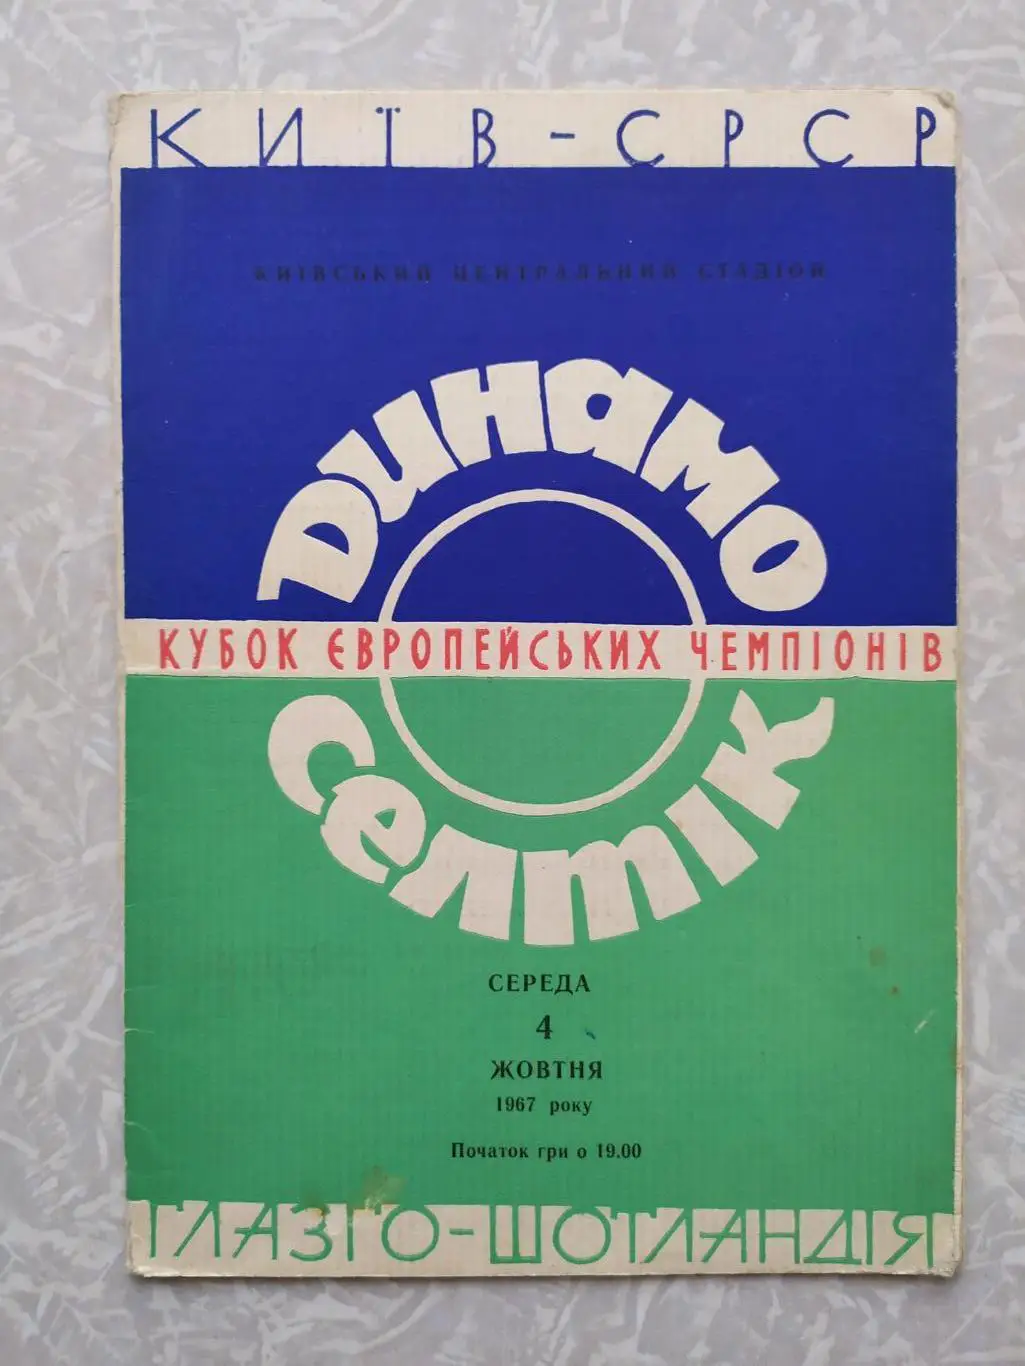 КИЇВ-СРСР
КИЇВСЬКИЙ ЦЕНТРАЛЬНИЙ СТАДІОН
Динамо
КУБОК ЄВРОПЕЙСЬКИХ ЧЕМПІОНІВ
Селтік
СЕРЕДА
4
ЖОВТНЯ
1967 року
Початок гри о 19.00
ГЛАЗГО-ШОТЛАНДІЯ